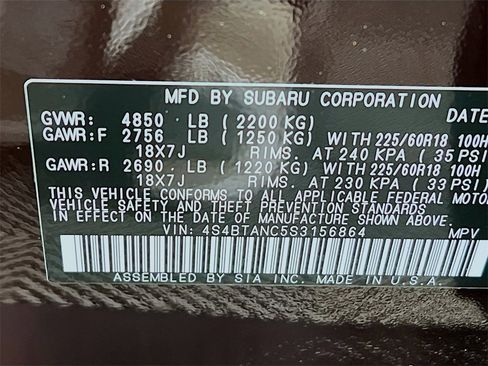 MFD BY SUBARU CORPORATION DATE
GVWR: 4850 LB (2200 KG)
GAWR:F 2756 LB (1250 KG) WITH 225/60R18 100H
18X7J RIMS. AT 240 KPA (35 PSI
GAWR:R 2690 LB (1220 KG) WITH 225/60R18 100H
18X7J RIMS. AT 230 KPA (33 PSI)
THIS VEHICLE CONFORMS TO ALL APPLICABLE FEDERAL MOTOR
VEHICLE SAFETY AND THEFT PREVENTION STANDARDS
IN EFFECT ON THE DATE OF MANUFACTURE SHOWN ABOVE.
VIN: 4S4BTANC5S3156864 MPV
ASSEMBLED BY SIA INC. IN U.S.A.